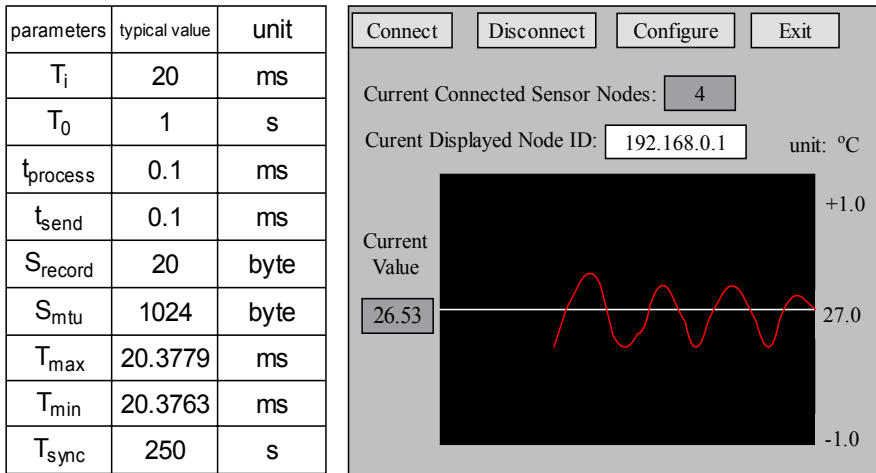 parameters typical value unit
Ti 20 ms
T0 1 s
tprocess 0.1 ms
tsend 0.1 ms
Srecord 20 byte
Smtu 1024 byte
Tmax 20.3779 ms
Tmin 20.3763 ms
Tsync 250 s
Connect Disconnect Configure Exit
Current Connected Sensor Nodes: 4
Curent Displayed Node ID: 192.168.0.1 unit: °C
+1.0
Current
Value
26.53
27.0
-1.0